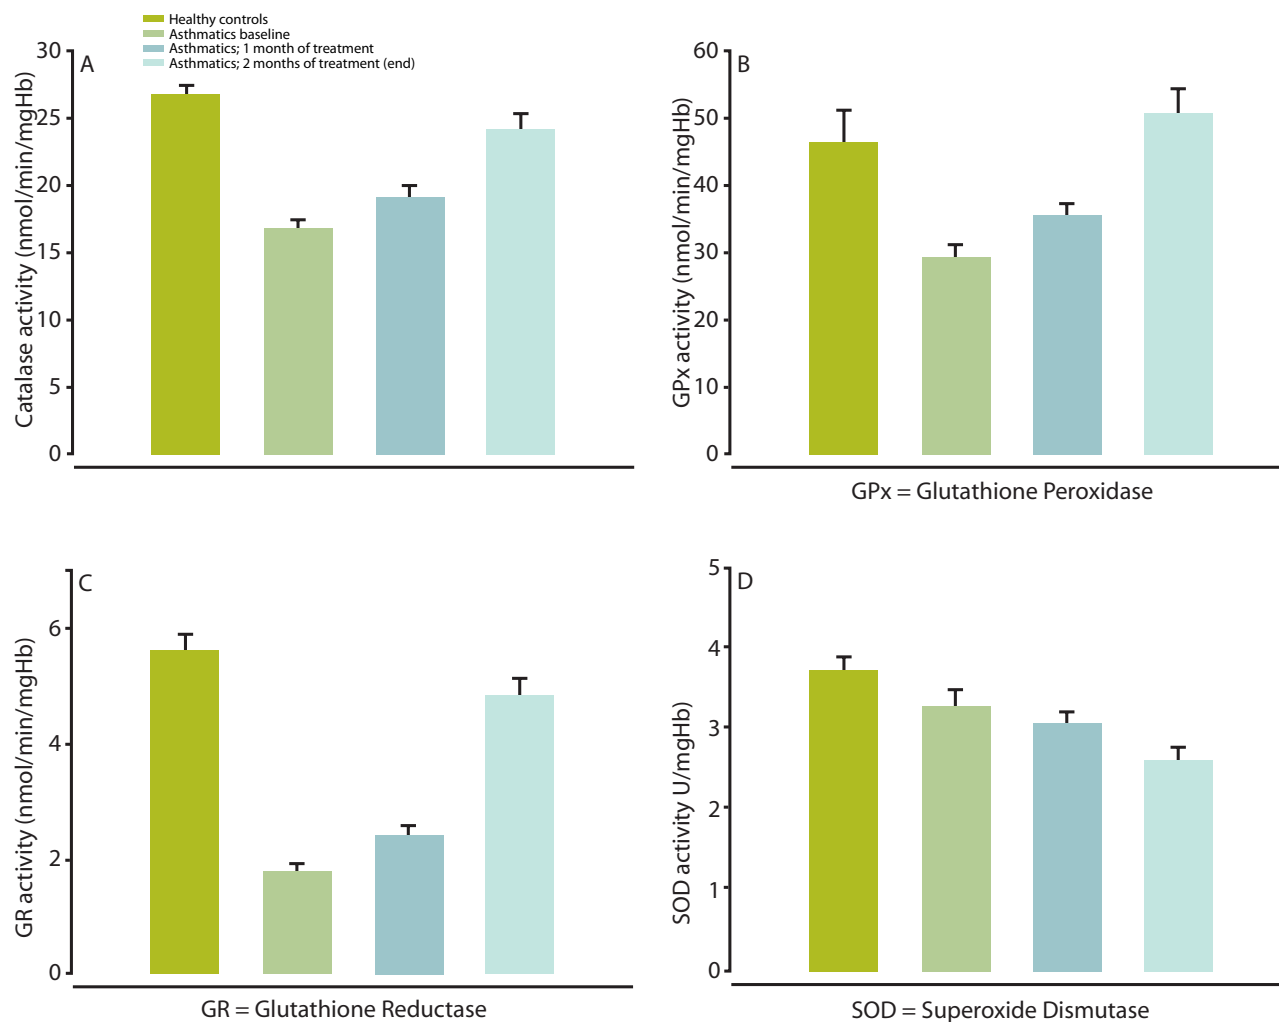 Healthy controls
Asthmatics baseline
Asthmatics; 1 month of treatment
Asthmatics; 2 months of treatment (end)
A
30
25
20
15
10
5
0
Catalase activity (nmol/min/mgHb)
B
60
50
40
30
20
10
0
GPx activity (nmol/min/mgHb)
GPx = Glutathione Peroxidase
C
6
4
2
0
GR activity (nmol/min/mgHb)
GR = Glutathione Reductase
D
5
4
3
2
1
0
SOD activity U/mgHb)
SOD = Superoxide Dismutase